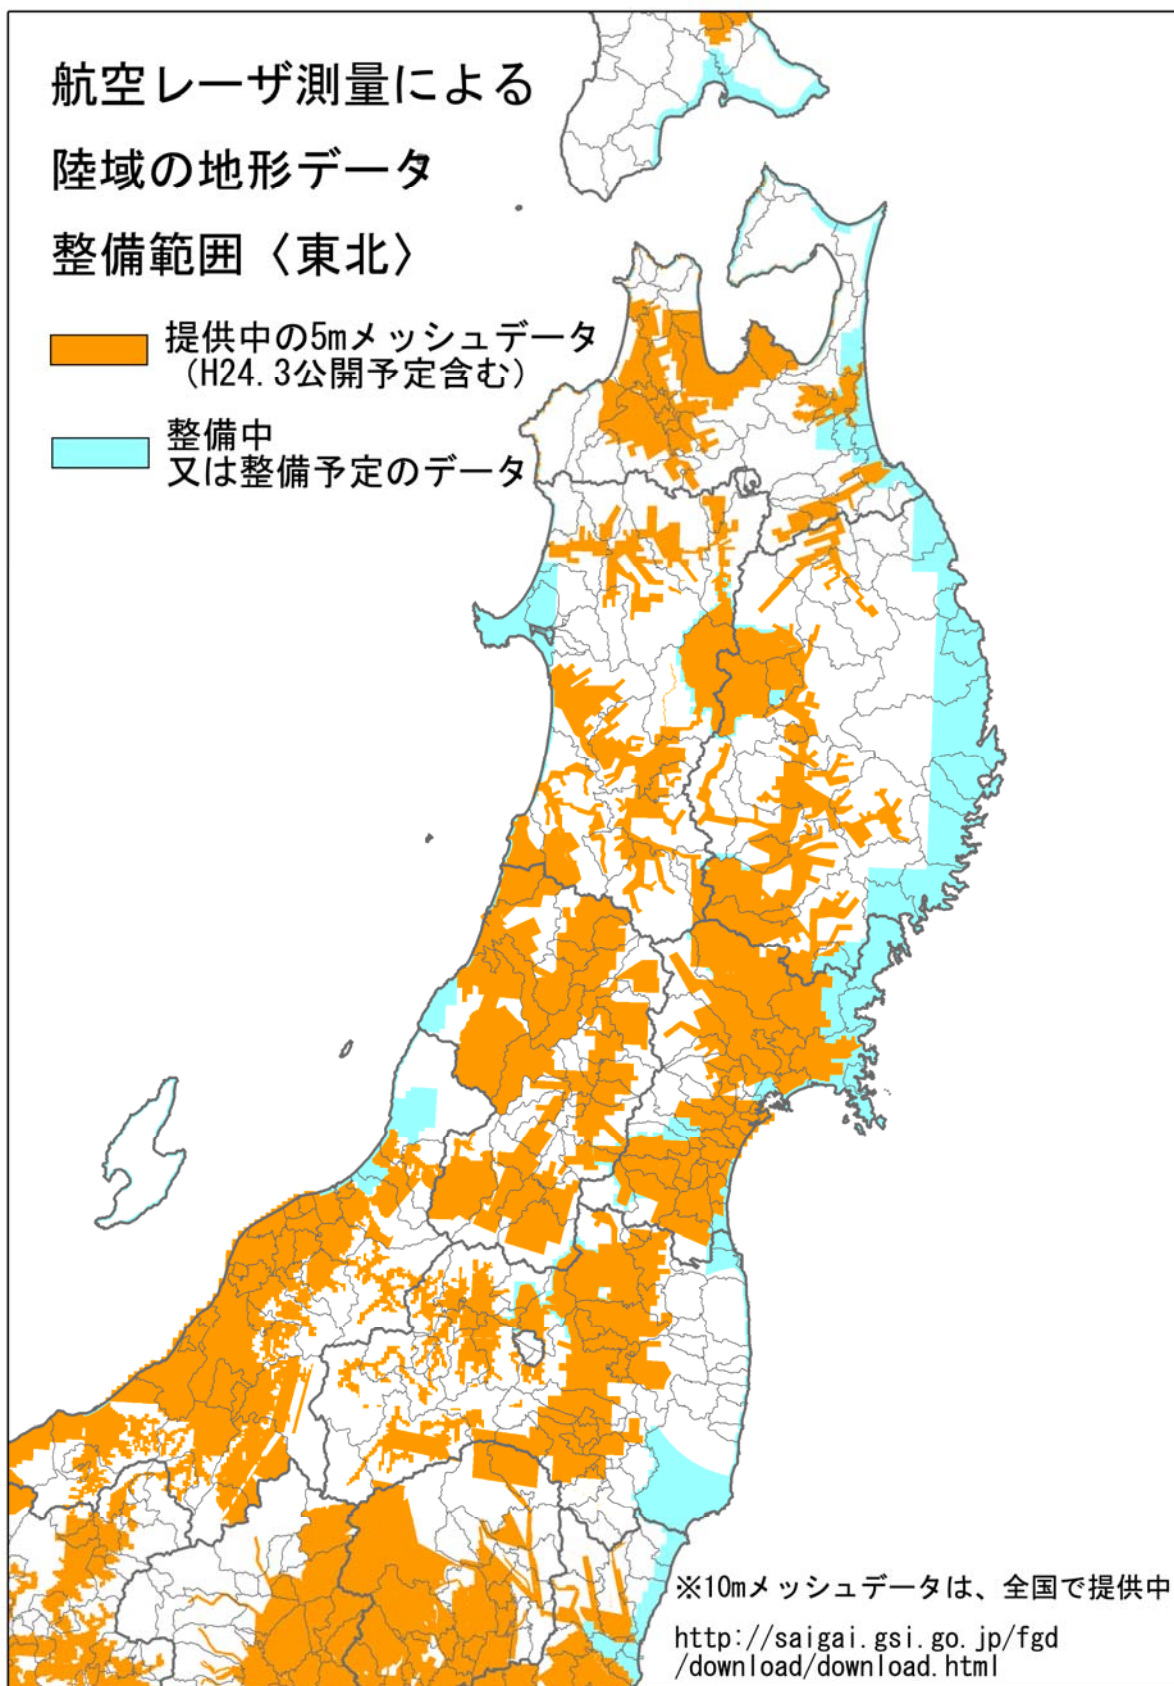 航空レーザ測量による
陸域の地形データ
整備範囲〈東北〉
提供中の5mメッシュデータ
(H24.3公開予定含む)
整備中
又は整備予定のデータ
※10mメッシュデータは、全国で提供中
http://saigai.gsi.go.jp/fgd
/download/download.html